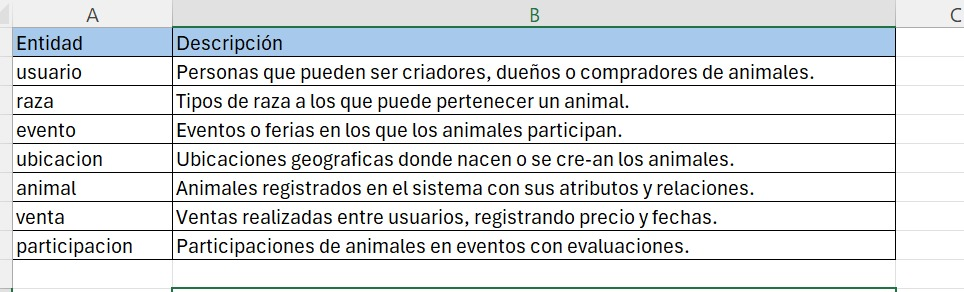 A B C
Entidad Descripción
usuario Personas que pueden ser criadores, dueños o compradores de animales.
raza Tipos de raza a los que puede pertenecer un animal.
evento Eventos o ferias en los que los animales participan.
ubicacion Ubicaciones geograficas donde nacen o se cre-an los animales.
animal Animales registrados en el sistema con sus atributos y relaciones.
venta Ventas realizadas entre usuarios, registrando precio y fechas.
participacion Participaciones de animales en eventos con evaluaciones.